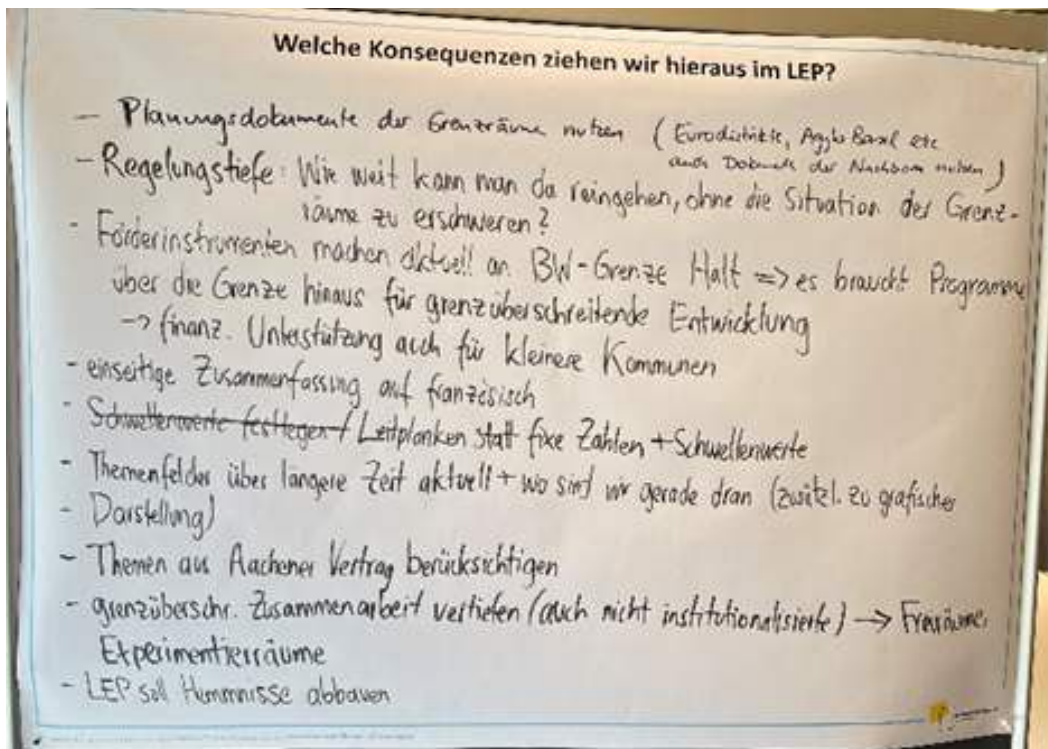 Welche Konsequenzen ziehen wir hieraus im LEP?
- Planungsdokumente der Grenzräume nutzen (Eurodistrikte, Agglo Basel etc
auch Dokumente der Nachbarn nutzen)
- Regelungstiefe: Wie weit kann man da reingehen, ohne die Situation der Grenz-
räume zu erschweren?
- Förderinstrumenten machen aktuell an BW-Grenze Halt => es braucht Programme
über die Grenze hinaus für grenzüberschreitende Entwicklung
-> finanz. Unterstützung auch für kleinere Kommunen
- einseitige Zusammenfassung auf französisch
- Schwellenwerte festlegen / Leitplanken statt fixe Zahlen + Schwellenwerte
- Themenfelder über längere Zeit aktuell + wo sind wir gerade dran (zusätzl. zu grafischer
- Darstellung)
- Themen aus Aachener Vertrag berücksichtigen
- grenzüberschr. Zusammenarbeit vertiefen (auch nicht institutionalisierte) -> Freiräume,
Experimentierräume
- LEP soll Hemmnisse abbauen